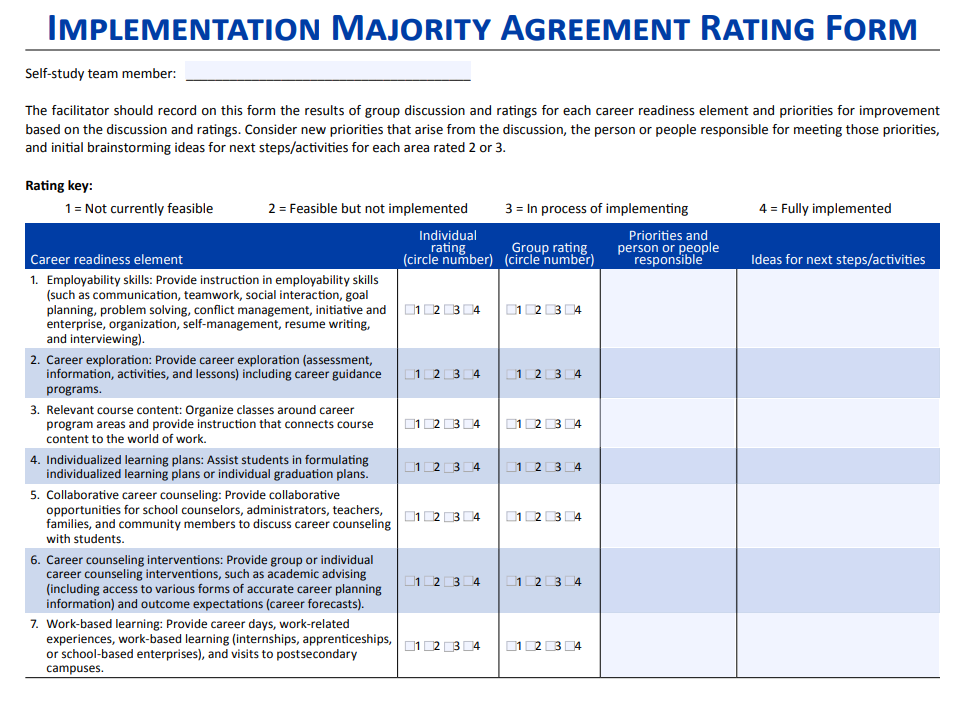 IMPLEMENTATION MAJORITY AGREEMENT RATING FORM
Self-study team member:
The facilitator should record on this form the results of group discussion and ratings for each career readiness element and priorities for improvement
based on the discussion and ratings. Consider new priorities that arise from the discussion, the person or people responsible for meeting those priorities,
and initial brainstorming ideas for next steps/activities for each area rated 2 or 3.
Rating key:
1 = Not currently feasible 2 = Feasible but not implemented 3 = In process of implementing 4 = Fully implemented
Career readiness element
Individual
rating
(circle number)
Group rating
(circle number)
Priorities and
person or people
responsible
Ideas for next steps/activities
1. Employability skills: Provide instruction in employability skills
(such as communication, teamwork, social interaction, goal
planning, problem solving, conflict management, initiative and
enterprise, organization, self-management, resume writing,
and interviewing).
1 2 3 4
1 2 3 4
2. Career exploration: Provide career exploration (assessment,
information, activities, and lessons) including career guidance
programs.
1 2 3 4
1 2 3 4
3. Relevant course content: Organize classes around career
program areas and provide instruction that connects course
content to the world of work.
1 2 3 4
1 2 3 4
4. Individualized learning plans: Assist students in formulating
individualized learning plans or individual graduation plans.
1 2 3 4
1 2 3 4
5. Collaborative career counseling: Provide collaborative
opportunities for school counselors, administrators, teachers,
families, and community members to discuss career counseling
with students.
1 2 3 4
1 2 3 4
6. Career counseling interventions: Provide group or individual
career counseling interventions, such as academic advising
(including access to various forms of accurate career planning
information) and outcome expectations (career forecasts).
1 2 3 4
1 2 3 4
7. Work-based learning: Provide career days, work-related
experiences, work-based learning (internships, apprenticeships,
or school-based enterprises), and visits to postsecondary
campuses.
1 2 3 4
1 2 3 4